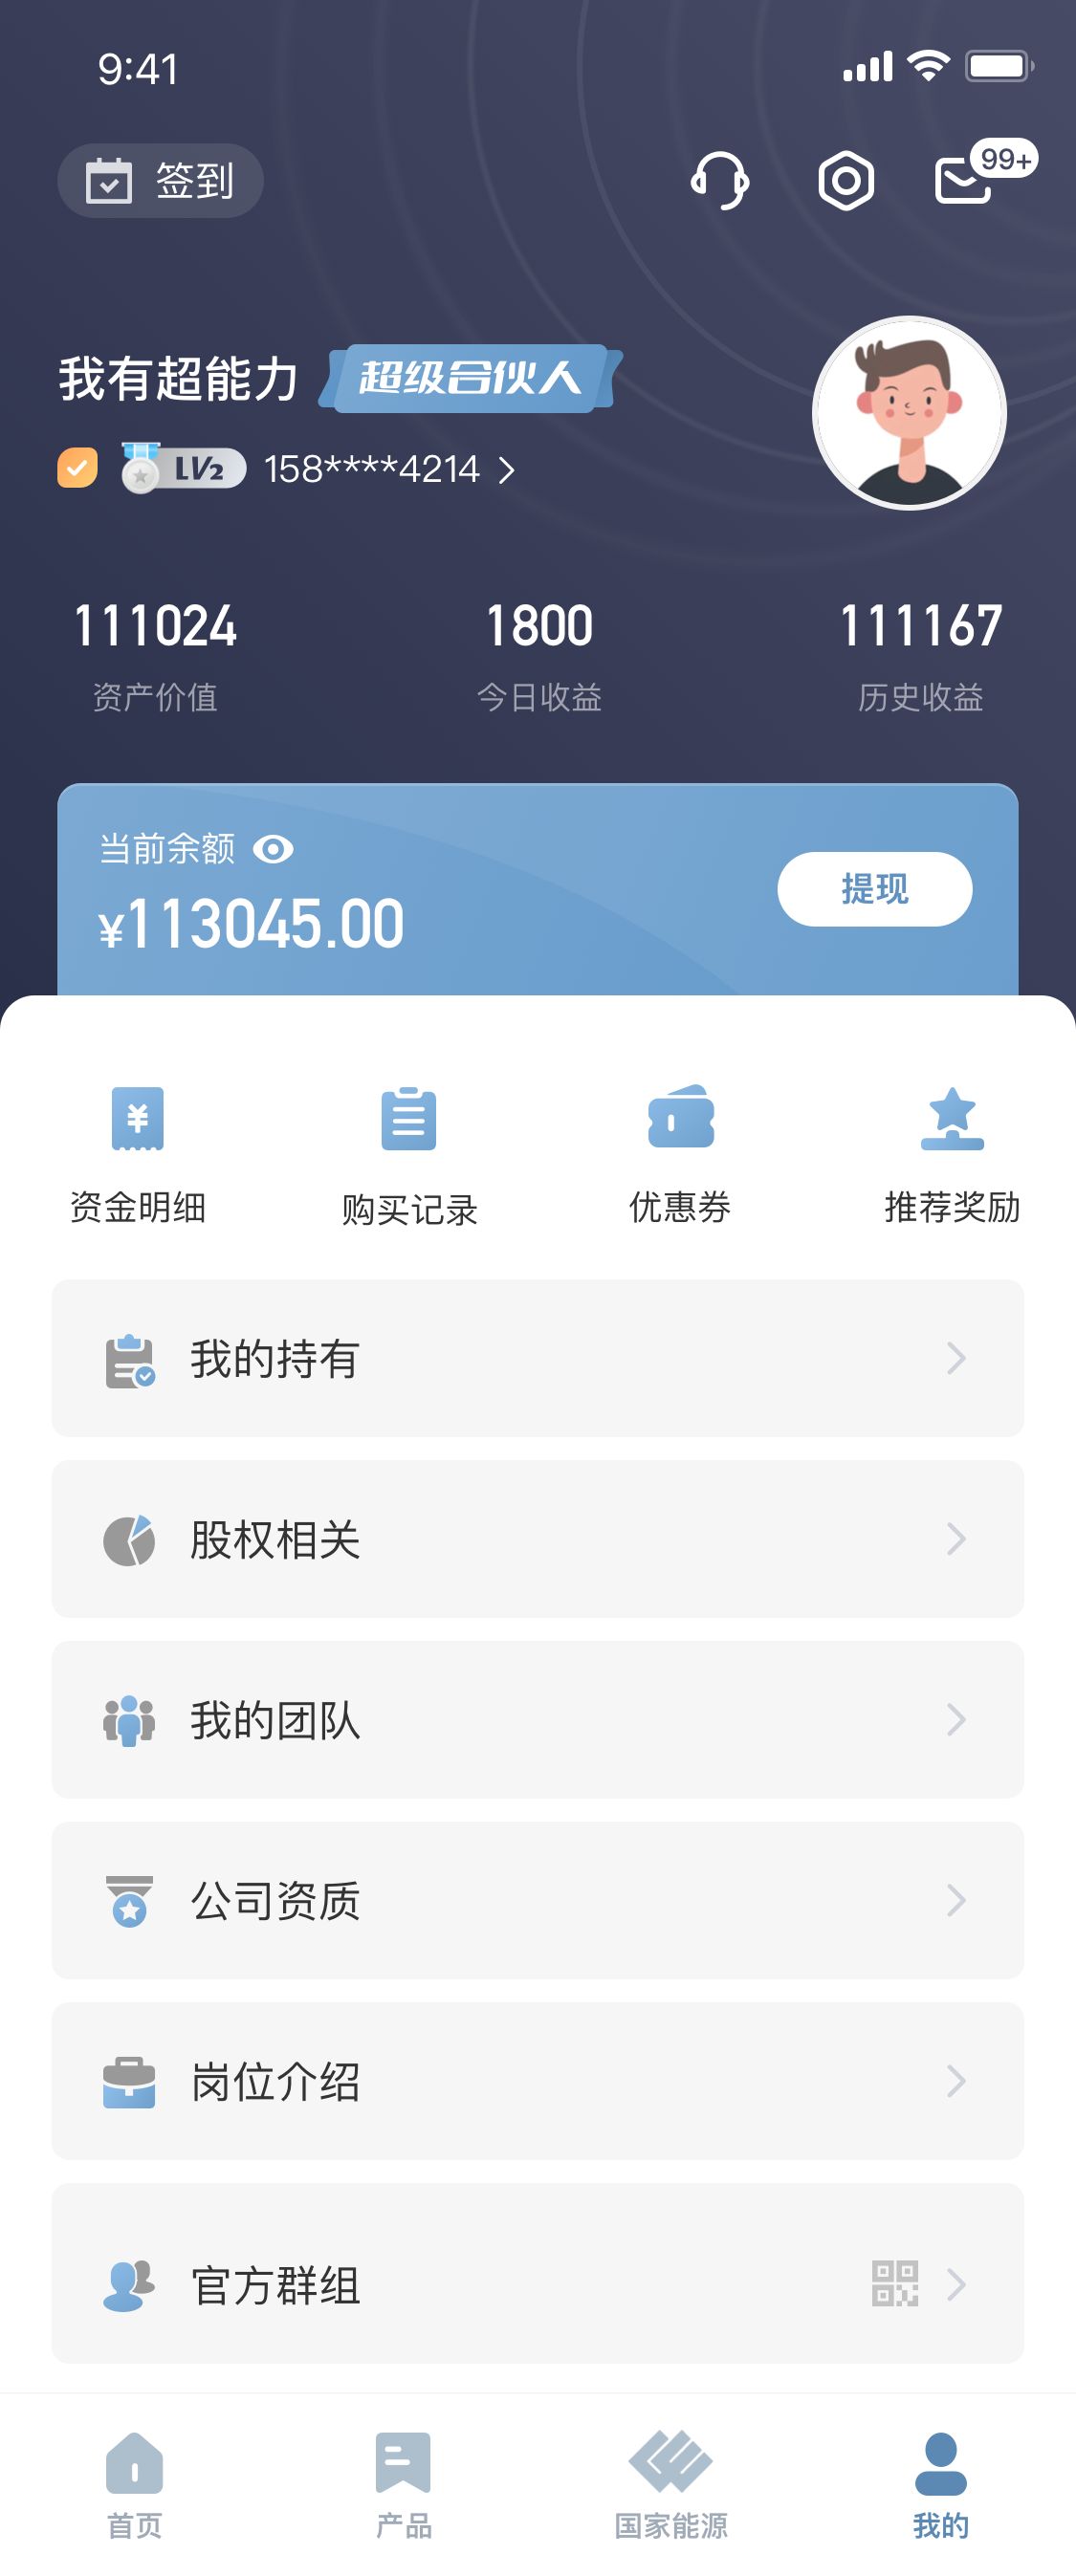 9:41
签到
99+
我有超能力 超级合伙人
LV2 158****4214
111024 1800 111167
资产价值 今日收益 历史收益
当前余额
¥113045.00
提现
¥
资金明细 购买记录 优惠券 推荐奖励
我的持有
股权相关
我的团队
公司资质
岗位介绍
官方群组
首页 产品 国家能源 我的